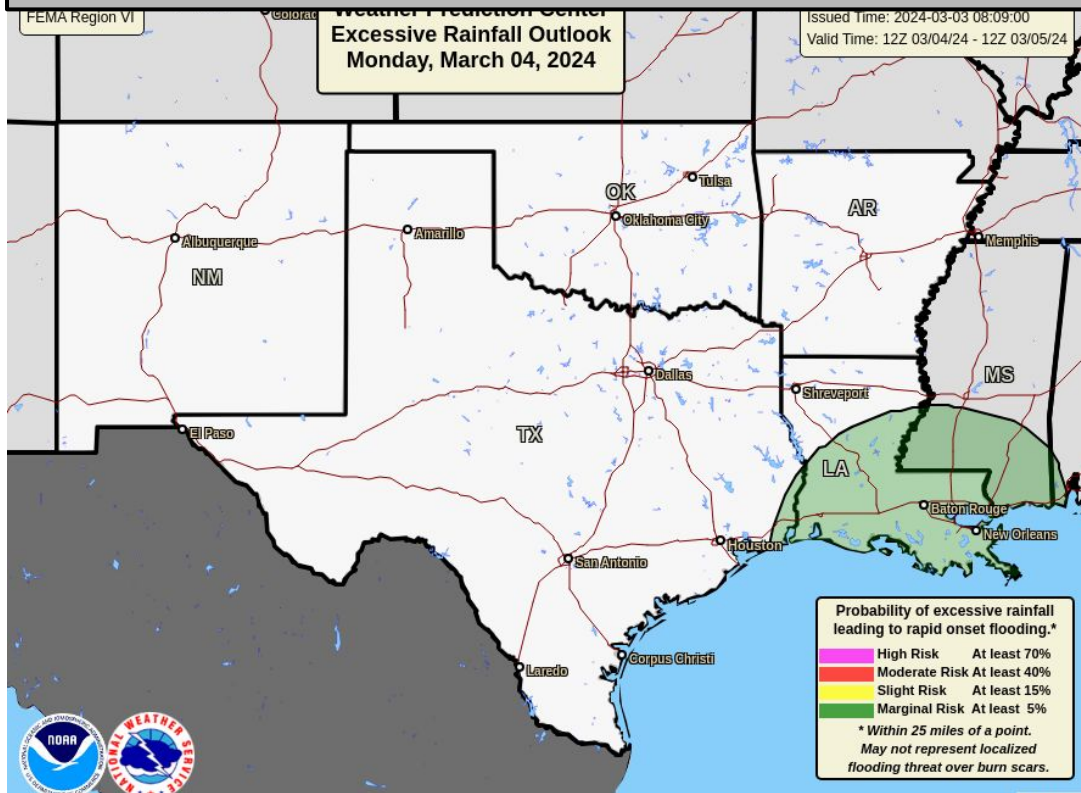 FEMA Region VI
Weather Prediction Center
Excessive Rainfall Outlook
Monday, March 04, 2024
Issued Time: 2024-03-03 08:09:00
Valid Time: 12Z 03/04/24 - 12Z 03/05/24
Colorad
OK
Tulsa
Oklahoma City
AR
Memphis
Albuquerque
Amarillo
NM
Dallas
Shreveport
MS
El Paso
TX
LA
Baton Rouge
New Orleans
Houston
San Antonio
Corpus Christi
Laredo
Probability of excessive rainfall
leading to rapid onset flooding.*
High Risk At least 70%
Moderate Risk At least 40%
Slight Risk At least 15%
Marginal Risk At least 5%
* Within 25 miles of a point.
May not represent localized
flooding threat over burn scars.
NOAA
NATIONAL WEATHER SERVICE